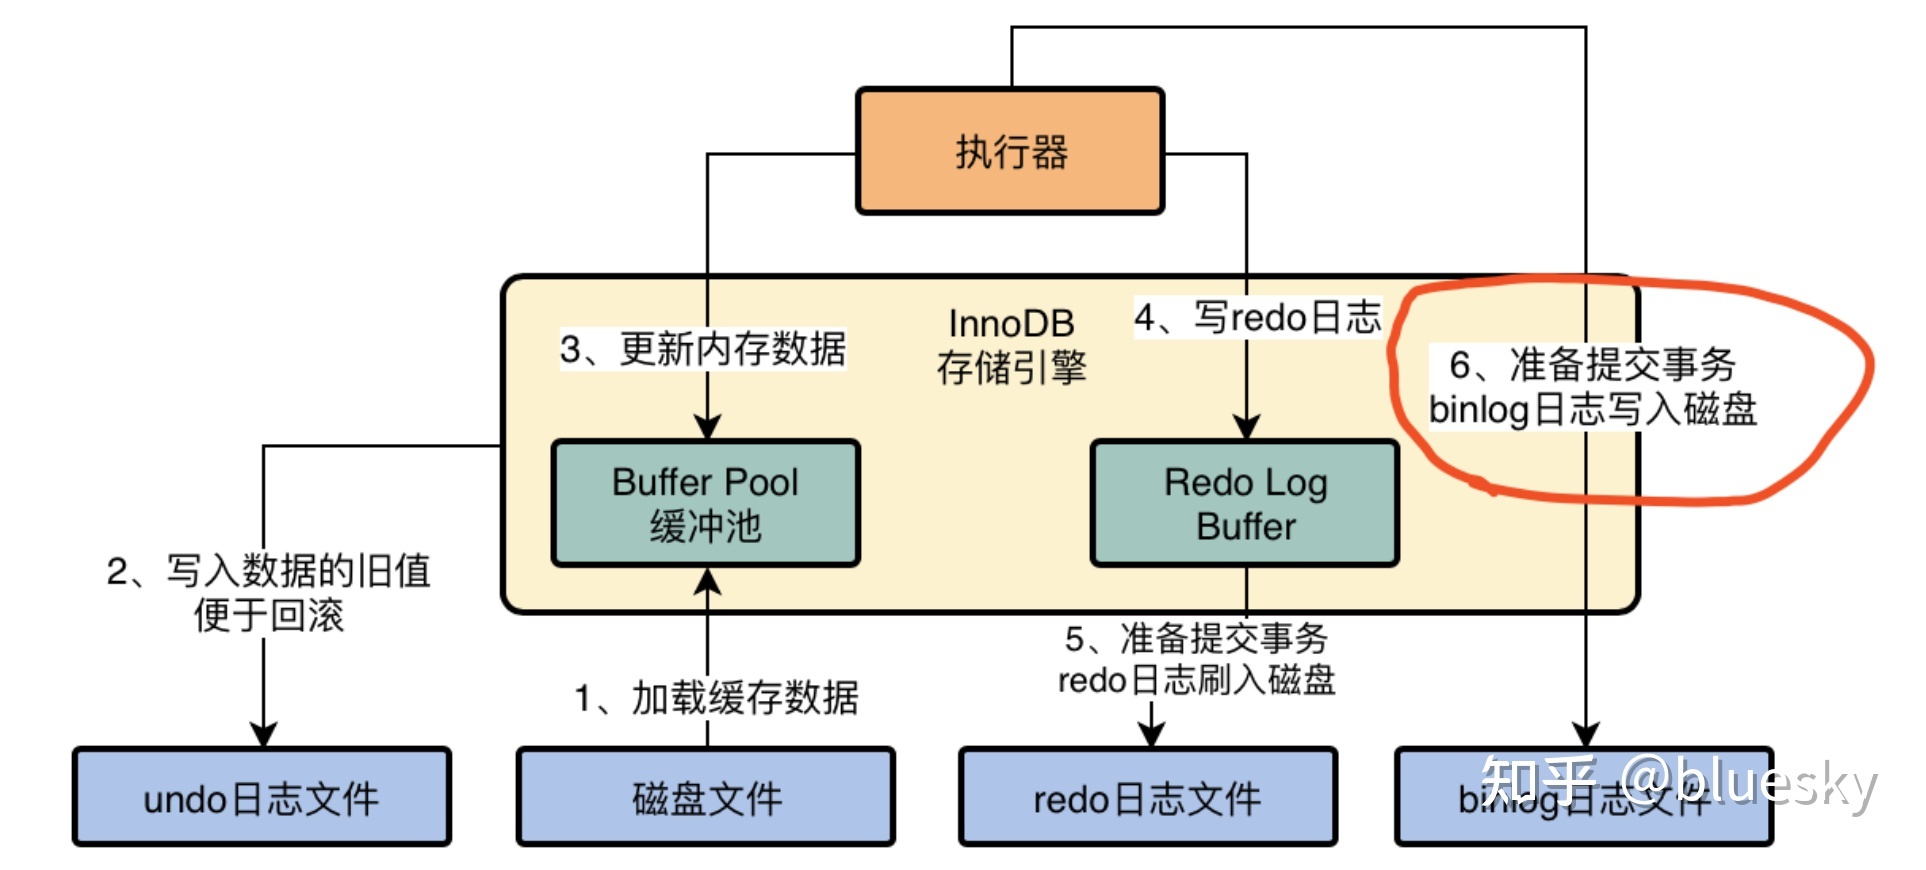 执行器
InnoDB
存储引擎
3、更新内存数据
4、写redo日志
6、准备提交事务
binlog日志写入磁盘
Buffer Pool
缓冲池
Redo Log
Buffer
2、写入数据的旧值
便于回滚
1、加载缓存数据
5、准备提交事务
redo日志刷入磁盘
undo日志文件
磁盘文件
redo日志文件
binlog日志文件
知乎 @bluesky